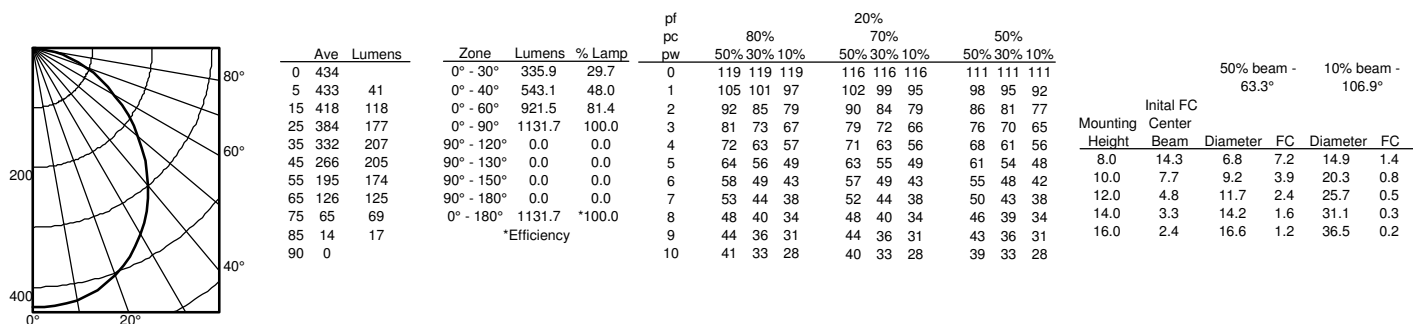 80°
60°
40°
20°
0°
200
400
Ave Lumens
0 434
5 433 41
15 418 118
25 384 177
35 332 207
45 266 205
55 195 174
65 126 125
75 65 69
85 14 17
90 0
Zone Lumens % Lamp
0° - 30° 335.9 29.7
0° - 40° 543.1 48.0
0° - 60° 921.5 81.4
0° - 90° 1131.7 100.0
90° - 120° 0.0 0.0
90° - 130° 0.0 0.0
90° - 150° 0.0 0.0
90° - 180° 0.0 0.0
0° - 180° 1131.7 *100.0
*Efficiency
pf 20%
pc 80% 70% 50%
pw 50% 30% 10% 50% 30% 10% 50% 30% 10%
0 119 119 119 116 116 116 111 111 111
1 105 101 97 102 99 95 98 95 92
2 92 85 79 90 84 79 86 81 77
3 81 73 67 79 72 66 76 70 65
4 72 63 57 71 63 56 68 61 56
5 64 56 49 63 55 49 61 54 48
6 58 49 43 57 49 43 55 48 42
7 53 44 38 52 44 38 50 43 38
8 48 40 34 48 40 34 46 39 34
9 44 36 31 44 36 31 43 36 31
10 41 33 28 40 33 28 39 33 28
50% beam - 10% beam -
63.3° 106.9°
Inital FC
Mounting Center
Height Beam Diameter FC Diameter FC
8.0 14.3 6.8 7.2 14.9 1.4
10.0 7.7 9.2 3.9 20.3 0.8
12.0 4.8 11.7 2.4 25.7 0.5
14.0 3.3 14.2 1.6 31.1 0.3
16.0 2.4 16.6 1.2 36.5 0.2